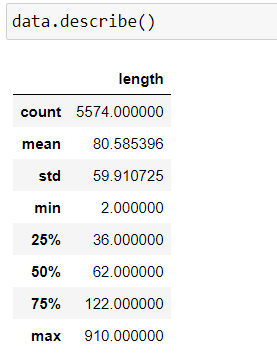 data.describe()
length
count 5574.000000
mean 80.585396
std 59.910725
min 2.000000
25% 36.000000
50% 62.000000
75% 122.000000
max 910.000000